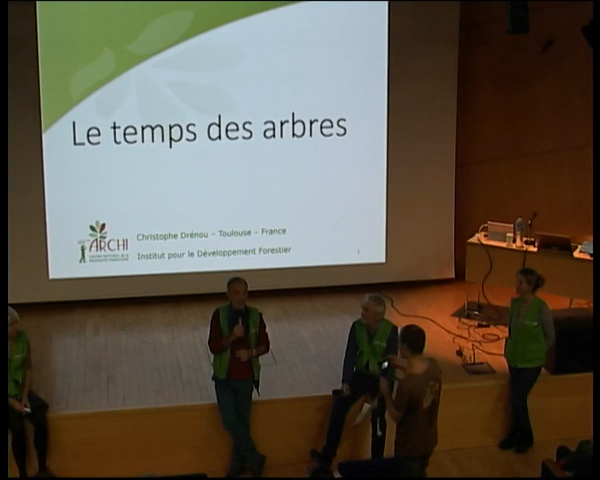 Le temps des arbres
ARCHI
Christophe Drénou – Toulouse – France
Institut pour le Développement Forestier